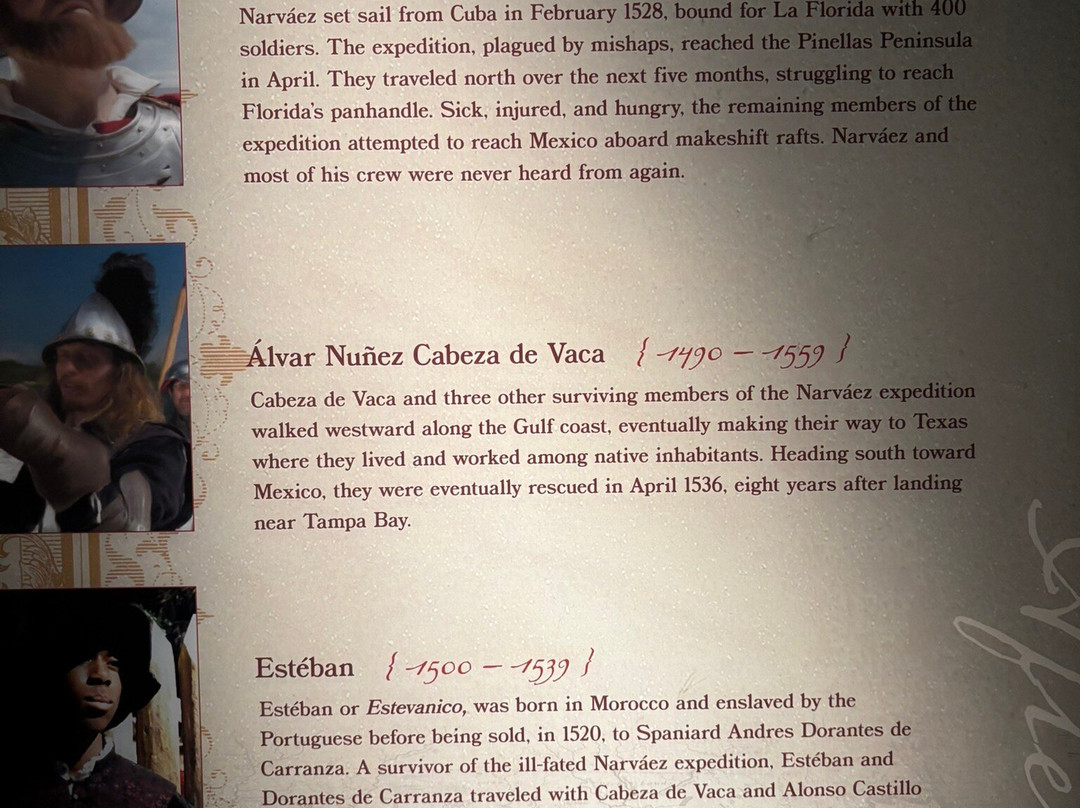 Narváez set sail from Cuba in February 1528, bound for La Florida with 400
soldiers. The expedition, plagued by mishaps, reached the Pinellas Peninsula
in April. They traveled north over the next five months, struggling to reach
Florida's panhandle. Sick, injured, and hungry, the remaining members of the
expedition attempted to reach Mexico aboard makeshift rafts. Narváez and
most of his crew were never heard from again.
Álvar Nuñez Cabeza de Vaca { 1490 – 1559 }
Cabeza de Vaca and three other surviving members of the Narváez expedition
walked westward along the Gulf coast, eventually making their way to Texas
where they lived and worked among native inhabitants. Heading south toward
Mexico, they were eventually rescued in April 1536, eight years after landing
near Tampa Bay.
Estéban { 1500 – 1539 }
Estéban or Estevanico, was born in Morocco and enslaved by the
Portuguese before being sold, in 1520, to Spaniard Andres Dorantes de
Carranza. A survivor of the ill-fated Narváez expedition, Estéban and
Dorantes de Carranza traveled with Cabeza de Vaca and Alonso Castillo